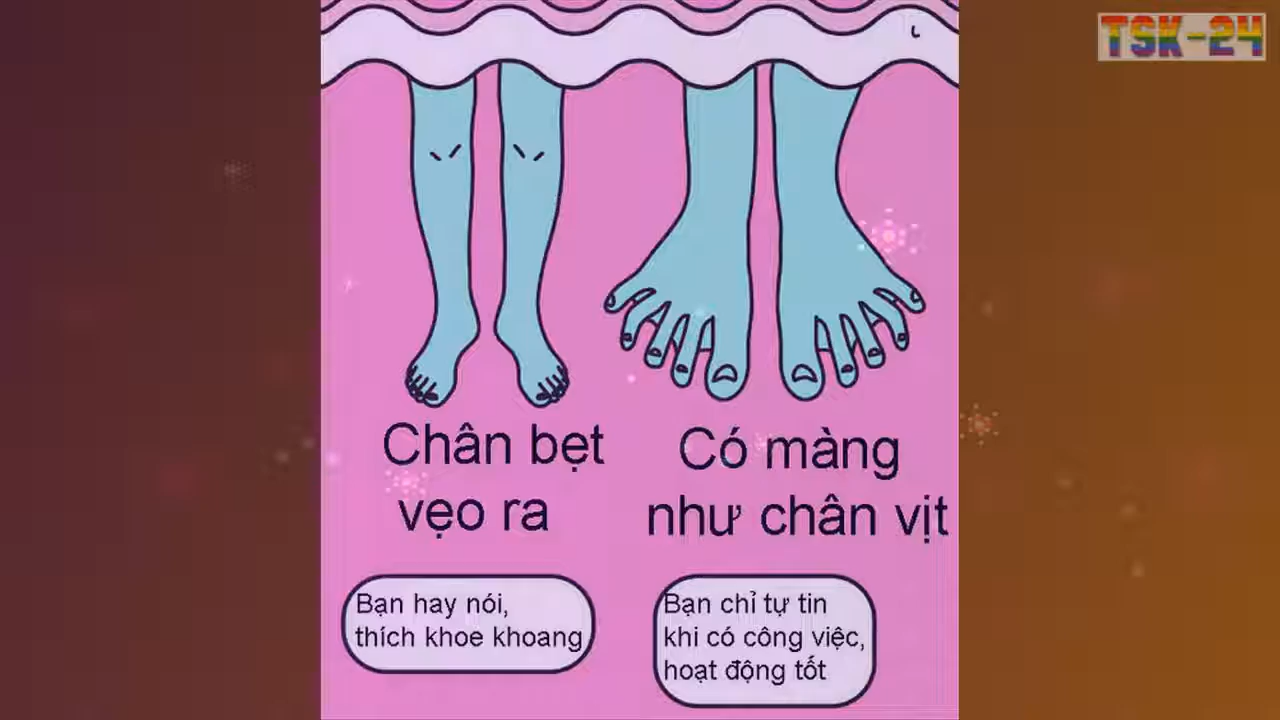 TSK-24
Chân bẹt
vẹo ra
Có màng
như chân vịt
Bạn hay nói,
thích khoe khoang
Bạn chỉ tự tin
khi có công việc,
hoạt động tốt